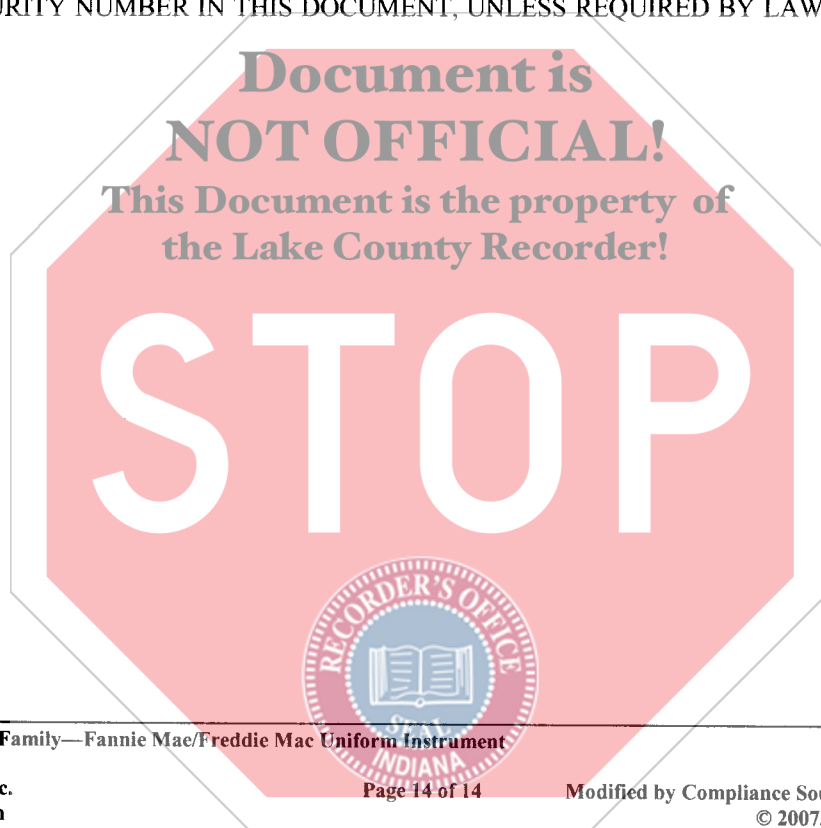 URITY NUMBER IN THIS DOCUMENT, UNLESS REQUIRED BY LAW
Document is
NOT OFFICIAL!
This Document is the property of
the Lake County Recorder!
STOP
RECORDER'S OFFICE
SEAL
INDIANA
Family—Fannie Mae/Freddie Mac Uniform Instrument
c.
Page 14 of 14
Modified by Compliance Sou
n
© 2007